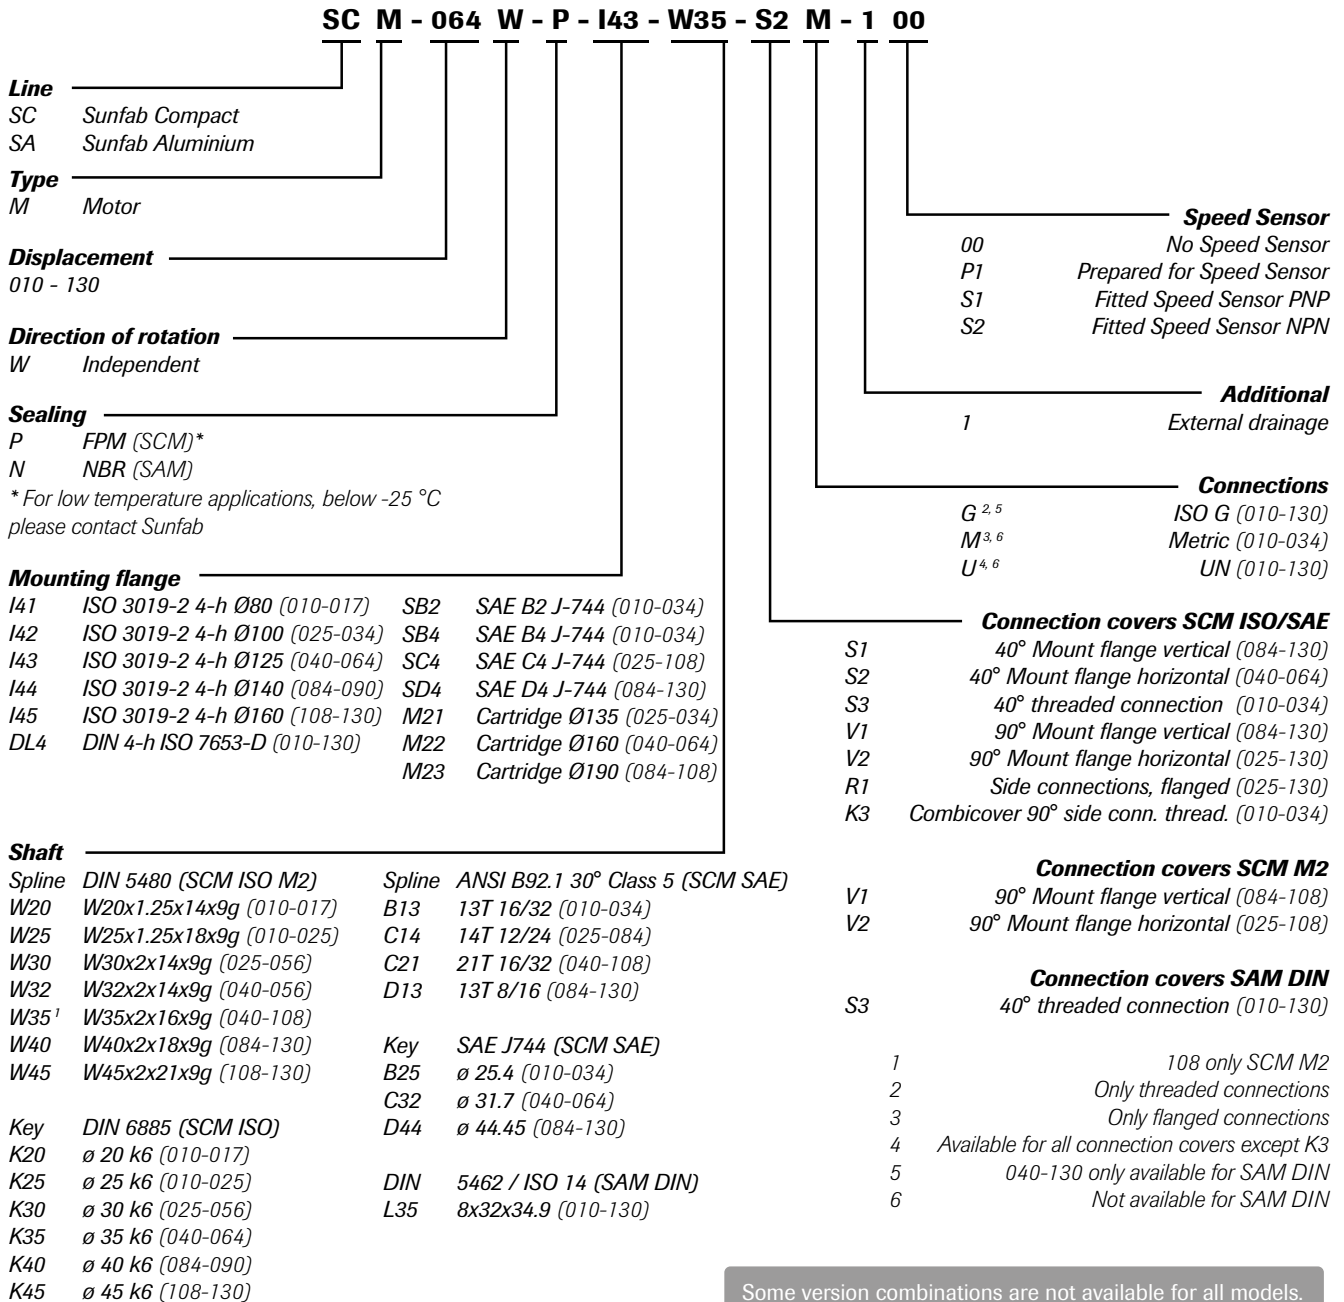 SC M - 064 W - P - I43 - W35 - S2 M - 1 00
Line
SC Sunfab Compact
SA Sunfab Aluminium
Type
M Motor
Displacement
010 - 130
Direction of rotation
W Independent
Sealing
P FPM (SCM)*
N NBR (SAM)
* For low temperature applications, below -25 °C
please contact Sunfab
Mounting flange
I41 ISO 3019-2 4-h Ø80 (010-017)
I42 ISO 3019-2 4-h Ø100 (025-034)
I43 ISO 3019-2 4-h Ø125 (040-064)
I44 ISO 3019-2 4-h Ø140 (084-090)
I45 ISO 3019-2 4-h Ø160 (108-130)
DL4 DIN 4-h ISO 7653-D (010-130)
SB2 SAE B2 J-744 (010-034)
SB4 SAE B4 J-744 (010-034)
SC4 SAE C4 J-744 (025-108)
SD4 SAE D4 J-744 (084-130)
M21 Cartridge Ø135 (025-034)
M22 Cartridge Ø160 (040-064)
M23 Cartridge Ø190 (084-108)
Shaft
Spline DIN 5480 (SCM ISO M2)
W20 W20x1.25x14x9g (010-017)
W25 W25x1.25x18x9g (010-025)
W30 W30x2x14x9g (025-056)
W32 W32x2x14x9g (040-056)
W35 1 W35x2x16x9g (040-108)
W40 W40x2x18x9g (084-130)
W45 W45x2x21x9g (108-130)
Key DIN 6885 (SCM ISO)
K20 ø 20 k6 (010-017)
K25 ø 25 k6 (010-025)
K30 ø 30 k6 (025-056)
K35 ø 35 k6 (040-064)
K40 ø 40 k6 (084-090)
K45 ø 45 k6 (108-130)
Spline ANSI B92.1 30° Class 5 (SCM SAE)
B13 13T 16/32 (010-034)
C14 14T 12/24 (025-084)
C21 21T 16/32 (040-108)
D13 13T 8/16 (084-130)
Key SAE J744 (SCM SAE)
B25 ø 25.4 (010-034)
C32 ø 31.7 (040-064)
D44 ø 44.45 (084-130)
DIN 5462 / ISO 14 (SAM DIN)
L35 8x32x34.9 (010-130)
Speed Sensor
00 No Speed Sensor
P1 Prepared for Speed Sensor
S1 Fitted Speed Sensor PNP
S2 Fitted Speed Sensor NPN
Additional
1 External drainage
Connections
G 2, 5 ISO G (010-130)
M 3, 6 Metric (010-034)
U 4, 6 UN (010-130)
Connection covers SCM ISO/SAE
S1 40° Mount flange vertical (084-130)
S2 40° Mount flange horizontal (040-064)
S3 40° threaded connection (010-034)
V1 90° Mount flange vertical (084-130)
V2 90° Mount flange horizontal (025-130)
R1 Side connections, flanged (025-130)
K3 Combicover 90° side conn. thread. (010-034)
Connection covers SCM M2
V1 90° Mount flange vertical (084-108)
V2 90° Mount flange horizontal (025-108)
Connection covers SAM DIN
S3 40° threaded connection (010-130)
1 108 only SCM M2
2 Only threaded connections
3 Only flanged connections
4 Available for all connection covers except K3
5 040-130 only available for SAM DIN
6 Not available for SAM DIN
Some version combinations are not available for all models.